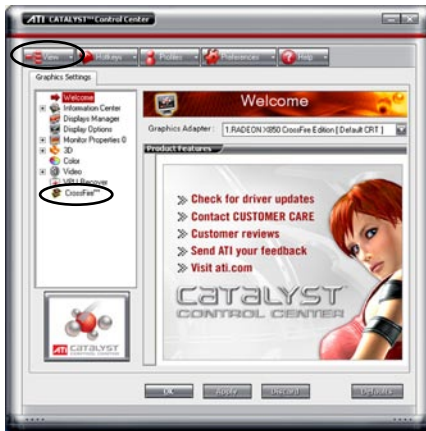 ATI CATALYST™ Control Center
View Hotkeys Profiles Preferences Help
Graphics Settings
Welcome
Information Center
Displays Manager
Display Options
Monitor Properties 0
3D
Color
Video
VPU Recover
CrossFire™
Welcome
Graphics Adapter: 1.RADEON X850 CrossFire Edition [ Default CRT ]
Product Features
Check for driver updates
Contact CUSTOMER CARE
Customer reviews
Send ATI your feedback
Visit ati.com
CATALYST
CONTROL CENTER
ATI CATALYST
CONTROL CENTER
OK Apply Discard Defaults